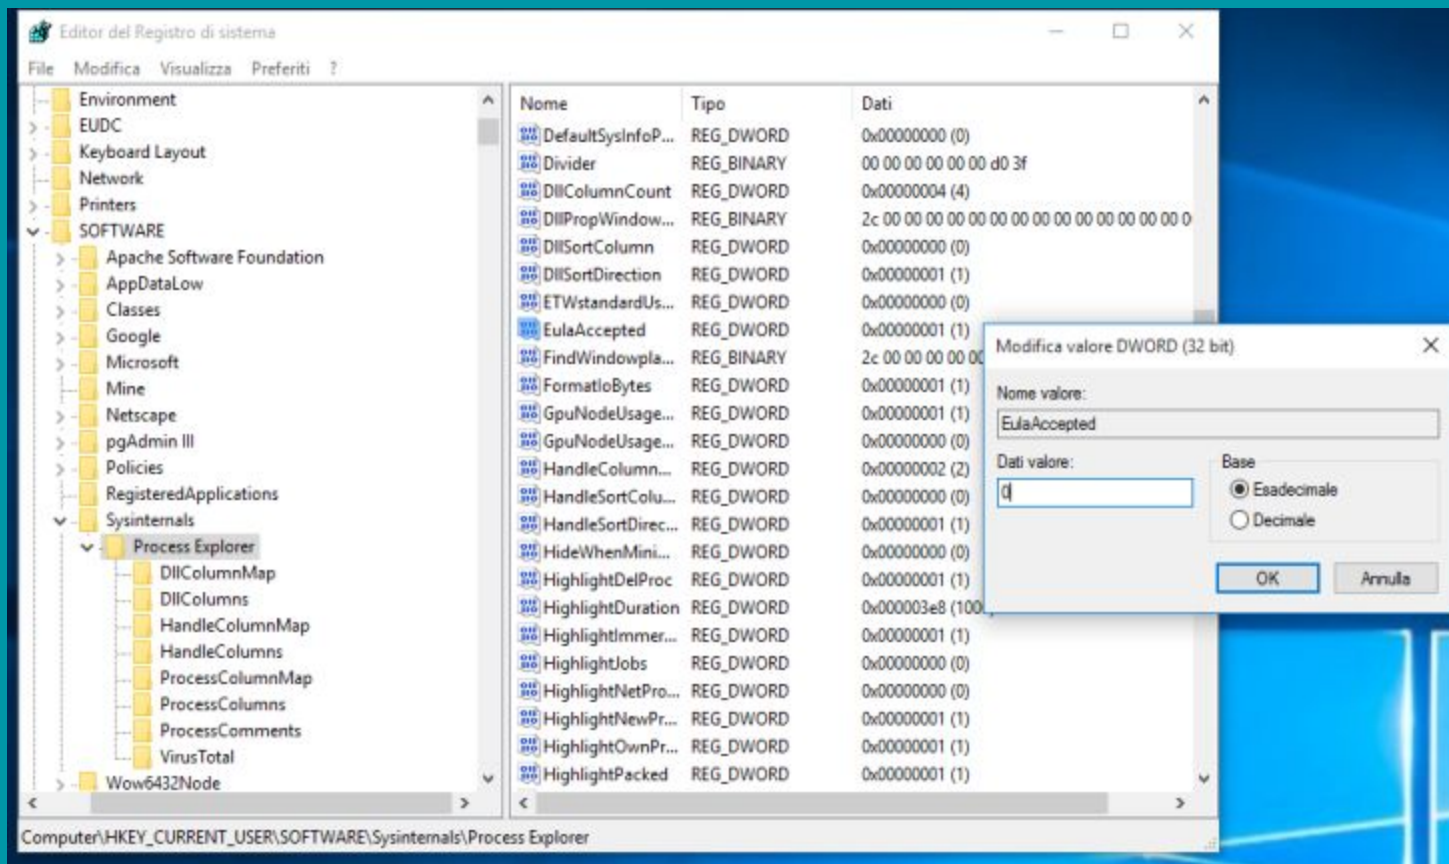 Editor del Registro di sistema
File Modifica Visualizza Preferiti ?
Environment
EUDC
Keyboard Layout
Network
Printers
SOFTWARE
Apache Software Foundation
AppDataLow
Classes
Google
Microsoft
Mine
Netscape
pgAdmin III
Policies
RegisteredApplications
Sysinternals
Process Explorer
DllColumnMap
DllColumns
HandleColumnMap
HandleColumns
ProcessColumnMap
ProcessColumns
ProcessComments
VirusTotal
Wow6432Node
Nome Tipo Dati
DefaultSysInfoP... REG_DWORD 0x00000000 (0)
Divider REG_BINARY 00 00 00 00 00 00 d0 3f
DllColumnCount REG_DWORD 0x00000004 (4)
DllPropWindow... REG_BINARY 2c 00 00 00 00 00 00 00 00 00 00 00 00 00 00 0
DllSortColumn REG_DWORD 0x00000000 (0)
DllSortDirection REG_DWORD 0x00000001 (1)
ETWstandardUs... REG_DWORD 0x00000000 (0)
EulaAccepted REG_DWORD 0x00000001 (1)
FindWindowpla... REG_BINARY 2c 00 00 00 00 00
FormatIoBytes REG_DWORD 0x00000001 (1)
GpuNodeUsage... REG_DWORD 0x00000001 (1)
GpuNodeUsage... REG_DWORD 0x00000000 (0)
HandleColumn... REG_DWORD 0x00000002 (2)
HandleSortColu... REG_DWORD 0x00000000 (0)
HandleSortDirec... REG_DWORD 0x00000001 (1)
HideWhenMini... REG_DWORD 0x00000000 (0)
HighlightDelProc REG_DWORD 0x00000001 (1)
HighlightDuration REG_DWORD 0x000003e8 (100
HighlightImmer... REG_DWORD 0x00000001 (1)
HighlightJobs REG_DWORD 0x00000000 (0)
HighlightNetPro... REG_DWORD 0x00000000 (0)
HighlightNewPr... REG_DWORD 0x00000001 (1)
HighlightOwnPr... REG_DWORD 0x00000001 (1)
HighlightPacked REG_DWORD 0x00000001 (1)
Modifica valore DWORD (32 bit)
Nome valore:
EulaAccepted
Dati valore:
0
Base
Esadecimale
Decimale
OK Annulla
Computer\HKEY_CURRENT_USER\SOFTWARE\Sysinternals\Process Explorer